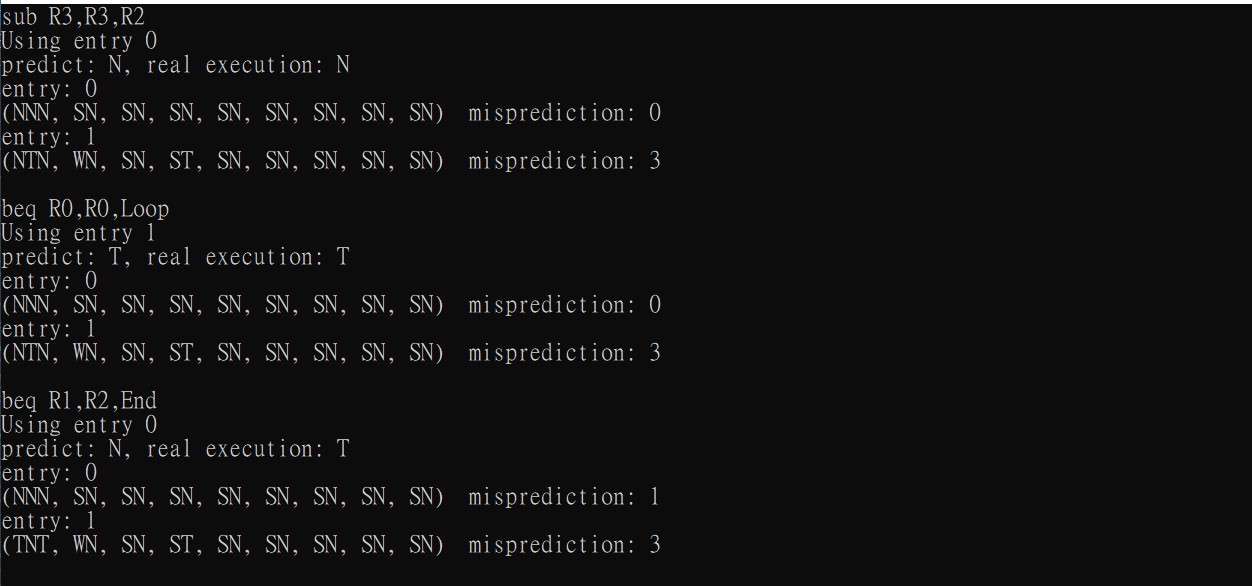 sub R3,R3,R2
Using entry 0
predict: N, real execution: N
entry: 0
(NNN, SN, SN, SN, SN, SN, SN, SN, SN)  misprediction: 0
entry: 1
(NTN, WN, SN, ST, SN, SN, SN, SN, SN)  misprediction: 3

beq R0,R0,Loop
Using entry 1
predict: T, real execution: T
entry: 0
(NNN, SN, SN, SN, SN, SN, SN, SN, SN)  misprediction: 0
entry: 1
(NTN, WN, SN, ST, SN, SN, SN, SN, SN)  misprediction: 3

beq R1,R2,End
Using entry 0
predict: N, real execution: T
entry: 0
(NNN, SN, SN, SN, SN, SN, SN, SN, SN)  misprediction: 1
entry: 1
(TNT, WN, SN, ST, SN, SN, SN, SN, SN)  misprediction: 3